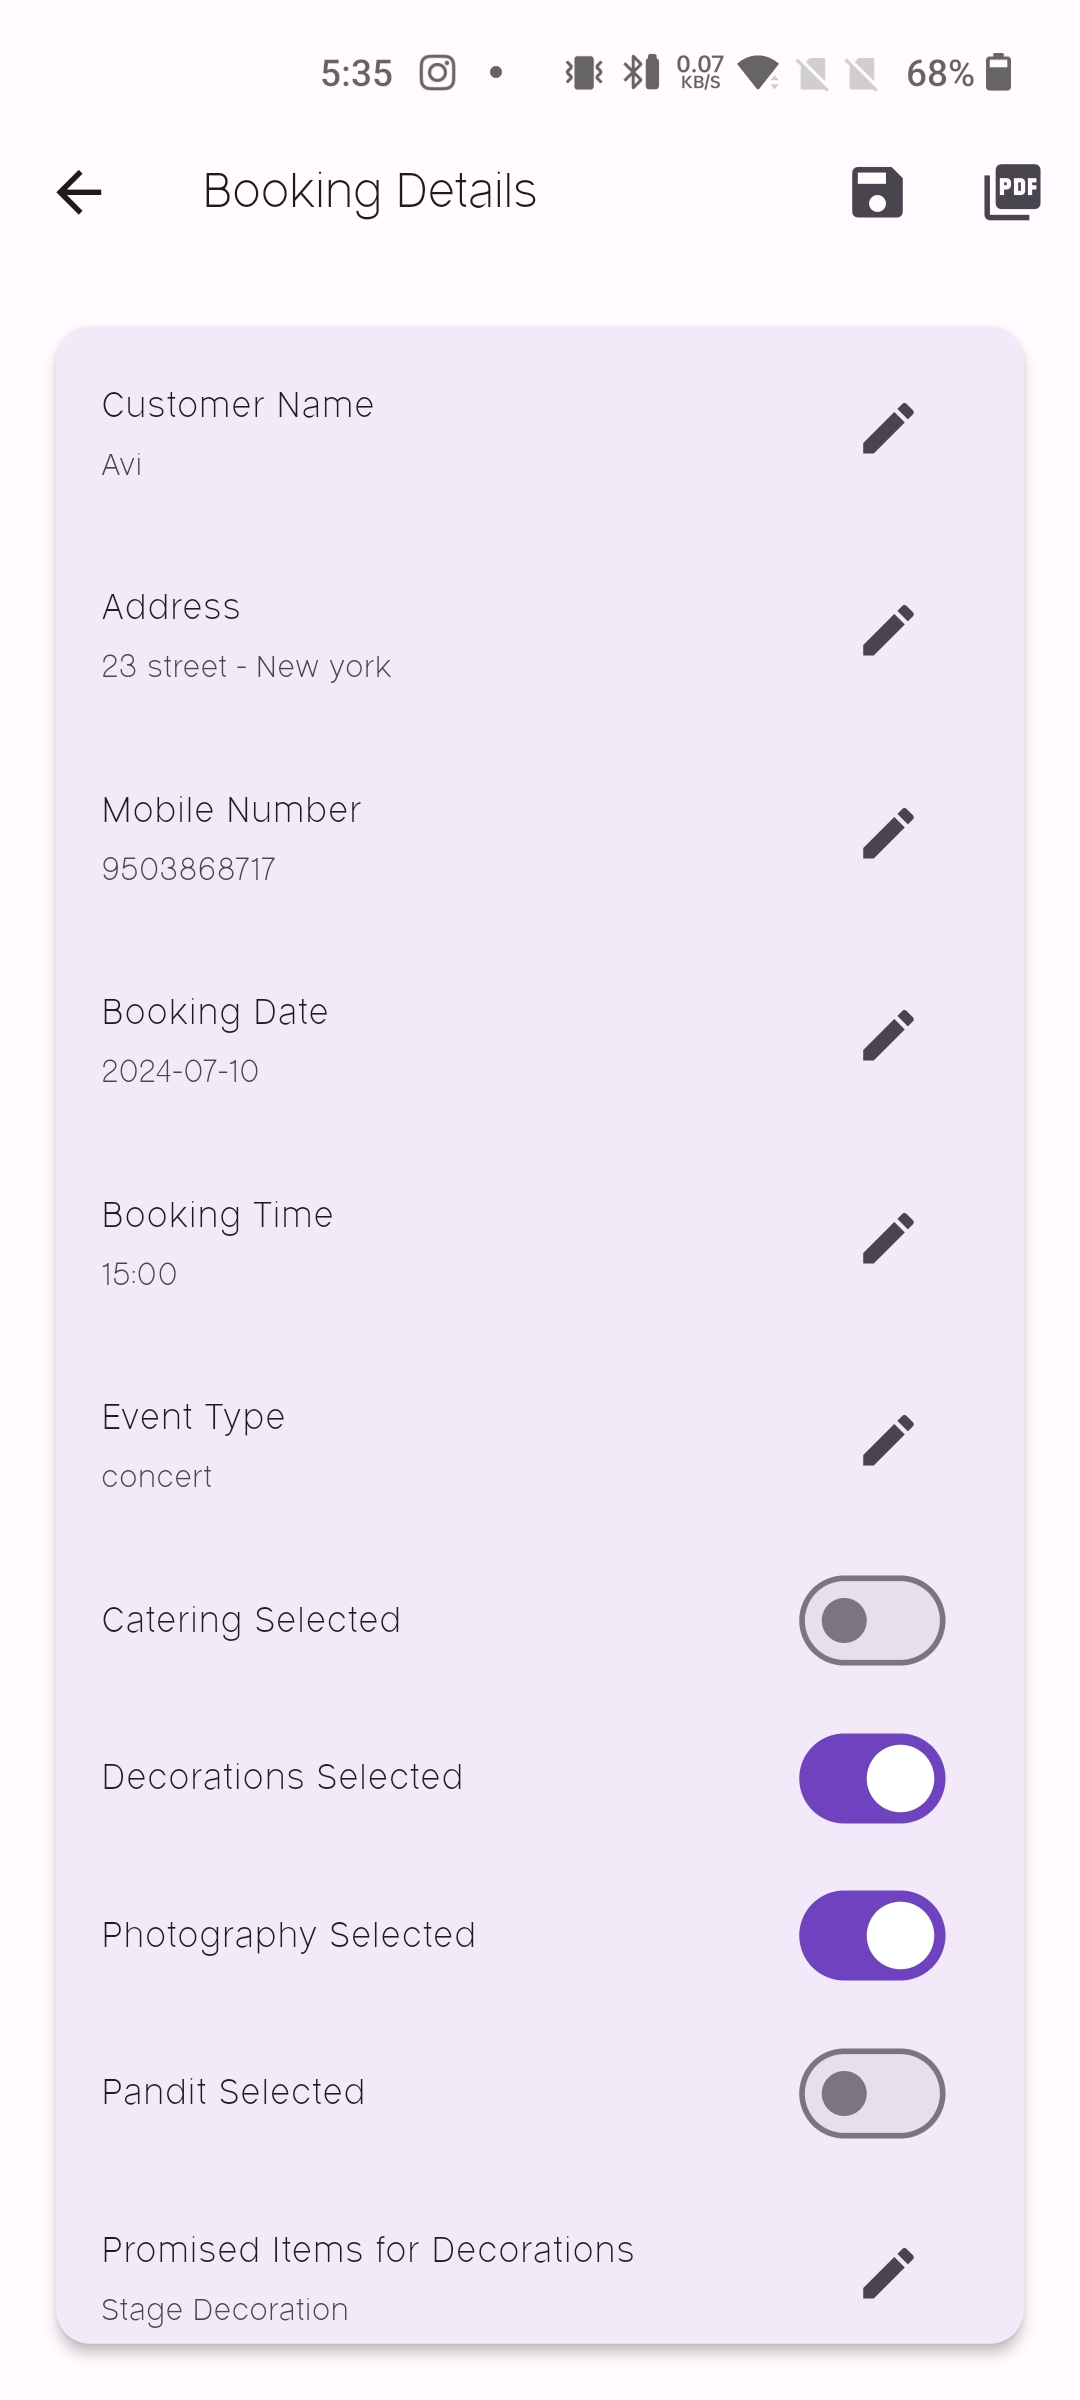 5:35
0.07
KB/S
68%
Booking Details
PDF
Customer Name
Avi
Address
23 street - New york
Mobile Number
9503868717
Booking Date
2024-07-10
Booking Time
15:00
Event Type
concert
Catering Selected
Decorations Selected
Photography Selected
Pandit Selected
Promised Items for Decorations
Stage Decoration